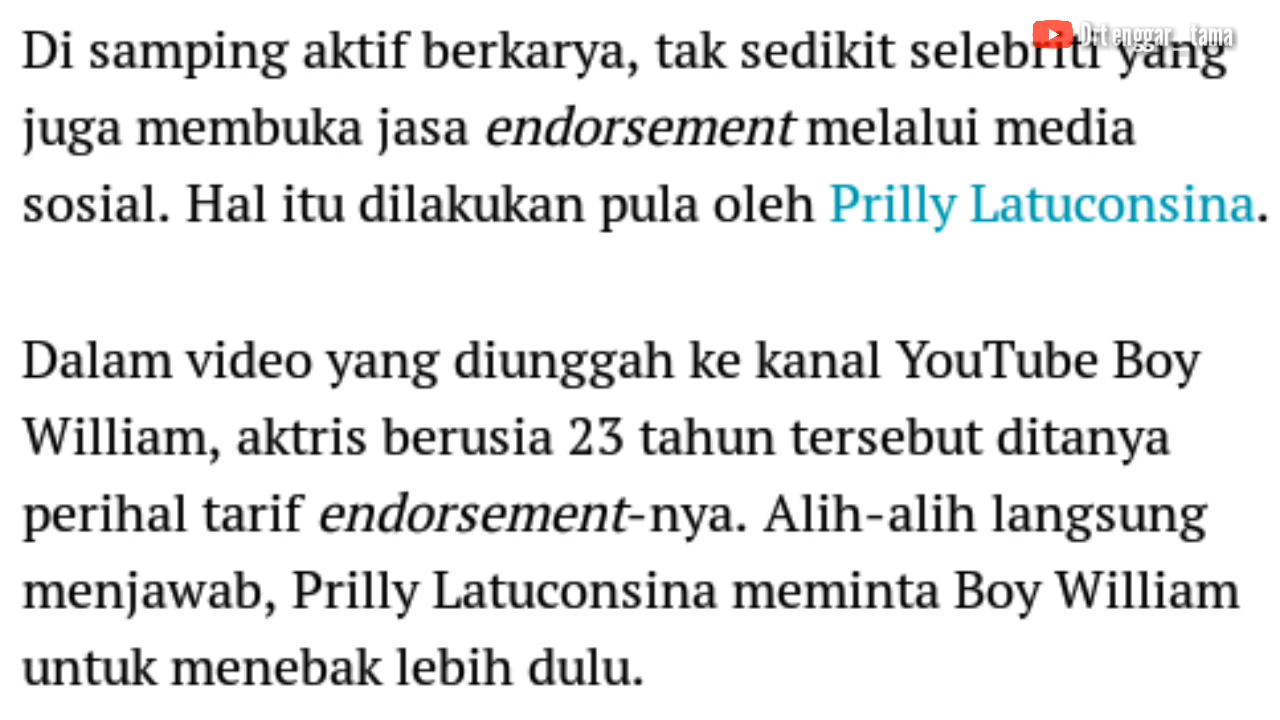 Di samping aktif berkarya, tak sedikit selebriti yang
Drt enggar_tama
juga membuka jasa endorsement melalui media
sosial. Hal itu dilakukan pula oleh Prilly Latuconsina.
Dalam video yang diunggah ke kanal YouTube Boy
William, aktris berusia 23 tahun tersebut ditanya
perihal tarif endorsement-nya. Alih-alih langsung
menjawab, Prilly Latuconsina meminta Boy William
untuk menebak lebih dulu.